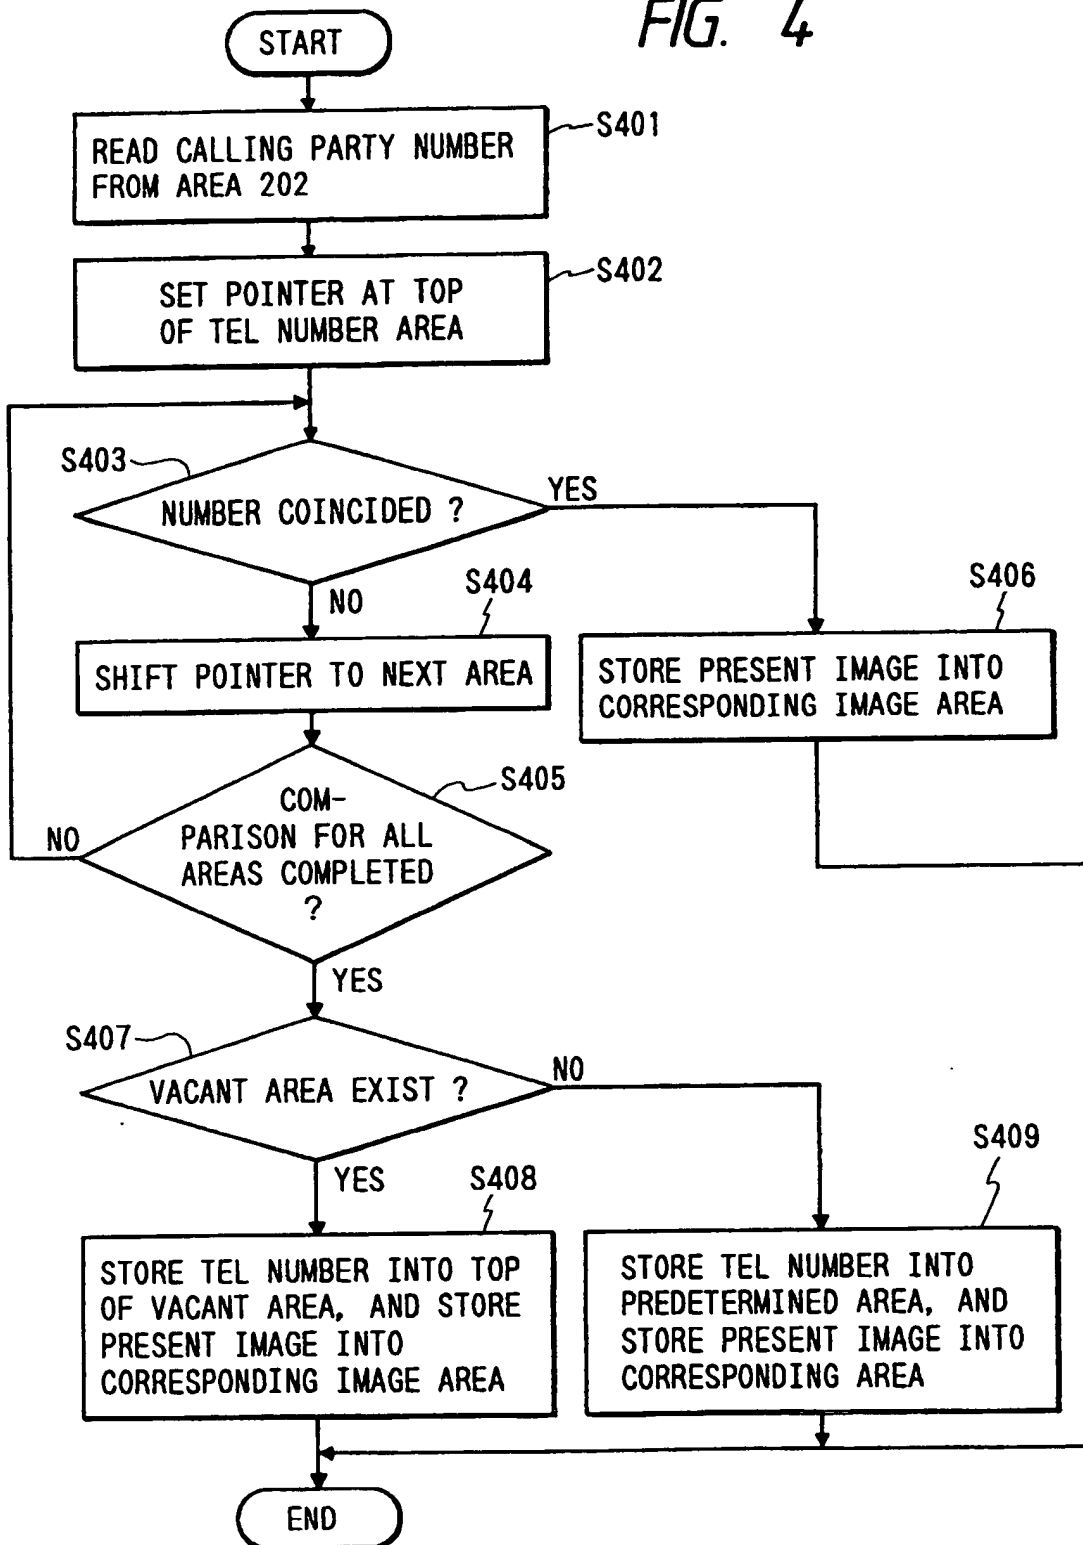 FIG. 4
START
READ CALLING PARTY NUMBER
FROM AREA 202
S401
SET POINTER AT TOP
OF TEL NUMBER AREA
S402
S403
NUMBER COINCIDED ?
YES
NO
S404
SHIFT POINTER TO NEXT AREA
S406
STORE PRESENT IMAGE INTO
CORRESPONDING IMAGE AREA
S405
COM-
PARISON FOR ALL
AREAS COMPLETED
?
NO
YES
S407
VACANT AREA EXIST ?
NO
YES
S408
STORE TEL NUMBER INTO TOP
OF VACANT AREA, AND STORE
PRESENT IMAGE INTO
CORRESPONDING IMAGE AREA
S409
STORE TEL NUMBER INTO
PREDETERMINED AREA, AND
STORE PRESENT IMAGE INTO
CORRESPONDING AREA
END